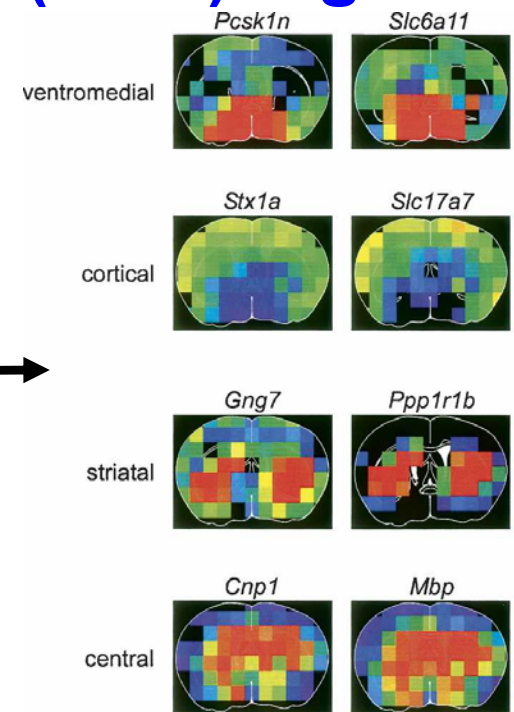 Pcsk1n Slc6a11
ventromedial
Stx1a Slc17a7
cortical
Gng7 Ppp1r1b
striatal
Cnp1 Mbp
central